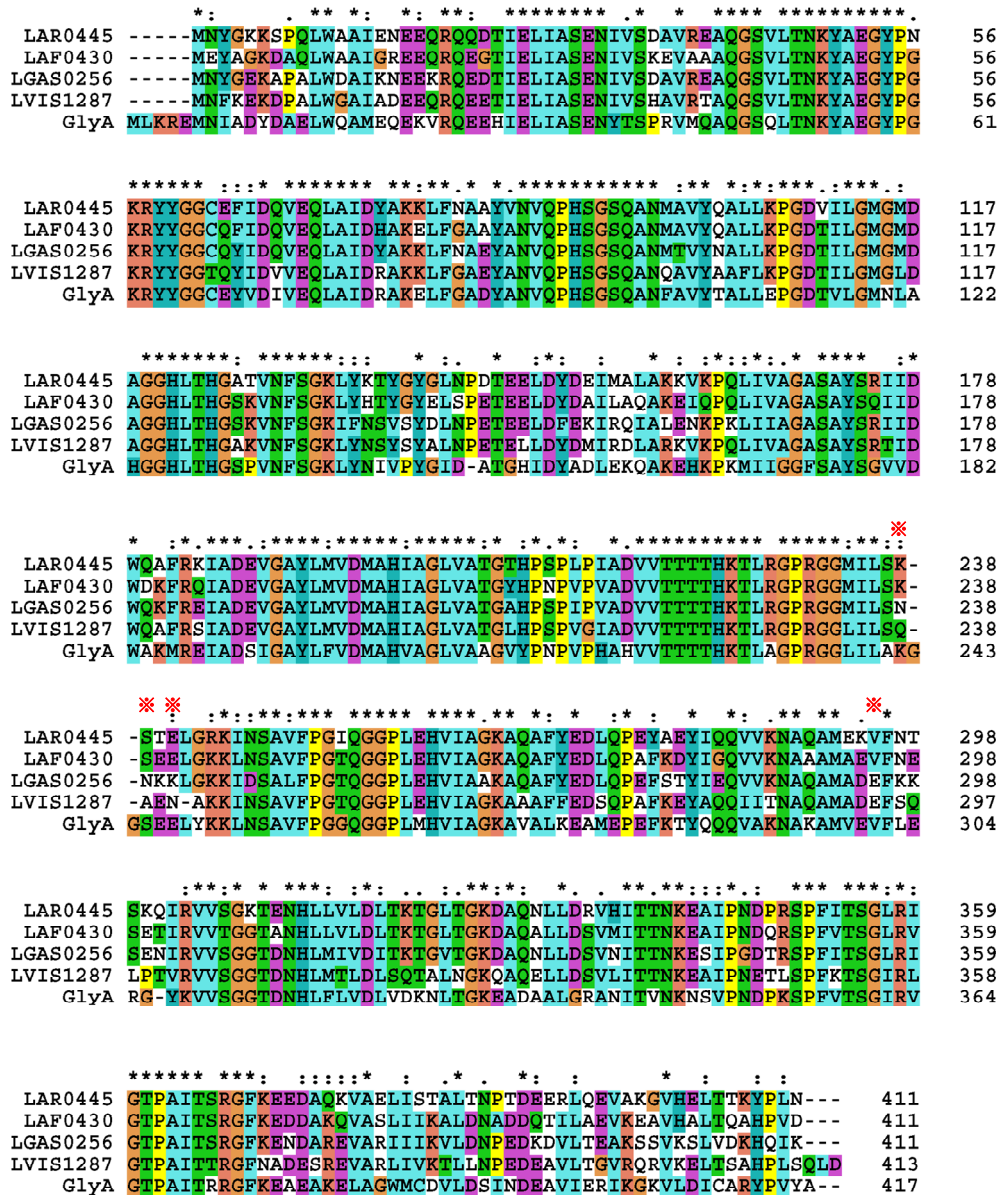 *: . ** ** * * ** ********* .* * ****** **************.
LAR0445 -----MNYGKKSPQLWAAIENEEQRQQDTIELIASENIVSDAVREAQGSVLTNKYAEGYPN 56
LAF0430 -----MEYAGKDAQLWAAIGREEQRQEGTIELIASENIVSKEVAAAQGSVLTNKYAEGYPG 56
LGAS0256 -----MNYGEKAPALWDAIKNEEKRQEDTIELIASENIVSDAVREAQGSVLTNKYAEGYPG 56
LVIS1287 -----MNFKEKDPALWGAIADEEQRQEETIELIASENIVSHAVRTAQGSVLTNKYAEGYPG 56
GlyA MLKREMNIADYDAELWQAMEQEKVRQEEHIELIASENYTSPRVMQAQGSQLTNKYAEGYPG 61
****** :::* ******* **:**.* *.************ :** :**:****.***.:
LAR0445 KRYYGGCEFIDQVEQLAIDYAKKLFNAAYVNVQPHSGSQANMAVYQALLKPGDVILGMGMD 117
LAF0430 KRYYGGCQFIDQVEQLAIDHAKELFGAAYANVQPHSGSQANMAVYQALLKPGDTILGMGMD 117
LGAS0256 KRYYGGCQYIDQVEQLAIDYAKKLFNAEYANVQPHSGSQANMTVYNALLKPGDTILGMGMD 117
LVIS1287 KRYYGGTQYIDVVEQLAIDRAKKLFGAEYANVQPHSGSQANQAVYAAFLKPGDTILGMGLD 117
GlyA KRYYGGCEYVDIVEQLAIDRAKELFGADYANVQPHSGSQANFAVYTALLEPGDTVLGMNLA 122
*******: ******::: * :. * :*: : * *::*:.* **** ::*
LAR0445 AGGHLTHGATVNFSGKLYKTYGYGLNPDTEELDYDEIMALAKKVKPQLIVAGASAYSRIID 178
LAF0430 AGGHLTHGSKVNFSGKLYHTYGYELSPETEELDYDAILAQAKEIQPQLIVAGASAYSQIID 178
LGAS0256 AGGHLTHGSKVNFSGKIFNSVSYDLNPETEELDFEKIRQIALENKPKLIIAGASAYSRIID 178
LVIS1287 AGGHLTHGAKVNFSGKLYNSYSYALNPETELLDYDMIRDLARKVKPQLIVAGASAYSRTID 178
GlyA HGGHLTHGSPVNFSGKLYNIVPYGID-ATGHIDYADLEKQAKEHKPKMIIGGFSAYSGVVD 182
※
* :*.****.:****:*****:*****:* **.*:* *.********** ******:**::
LAR0445 WQAFRKIADEVGAYLMVDMAHIAGLVATGTHPSPLPIADVVTTTTHKTLRGPRGGMILSK- 238
LAF0430 WDKFRQIADEVGAYLMVDMAHIAGLVATGAHPNPVPVADVVTTTTHKTLRGPRGGMILSK- 238
LGAS0256 WQKFREIADEVGAYLMVDMAHIAGLVATGAHPSPIPVADVVTTTTHKTLRGPRGGMILSN- 238
LVIS1287 WQAFRSIADEVGAYLMVDMAHIAGLVATGLHPSPVGIADVVTTTTHKTLRGPRGGLILSQ- 238
GlyA WAKMREIADSIGAYLFVDMAHVAGLVAAGVYPNPVPHAHVVTTTTHKTLAGPRGGLILAKG 243
※ ※ ※
: **::**:*** **** ****.** * : :** * * ::.** ** ** .* *
LAR0445 -STELGRKINSAVFPGIQGGPLEHVIAGKAQAFYEDLQPEYAEYIQQVVKNAQAMEKVFNT 298
LAF0430 -SEELGKKLNSAVFPGTQGGPLEHVIAGKAQAFYEDLQPAFKDYIGQVVKNAAAMAEVFNE 298
LGAS0256 -NKKLGKKIDSALFPGTQGGPLEHVIAAKAQAFYEDLQPEFSTYIEQVVKNAQAMADEFKK 298
LVIS1287 -AEN-AKKINSAVFPGTQGGPLEHVIAGKAAAFFEDSQPAFKEYAQQIITNAQAMADEFSQ 297
GlyA GSEELYKKLNSAVFPGGQGGPLMHVIAGKAVALKEAMEPEFKTYQQQVAKNAKAMVEVFLE 304
:**:** * ***: :*: .. **:.: *. . **.**:::**.: *** ****:*:
LAR0445 SKQIRVVSGKTENHLLVLDLTKTGLTGKDAQNLLDRVHITTNKEAIPNDPRSPFITSGLRI 359
LAF0430 SETIRVVTGGTANHLLVLDLTKTGLTGKDAQALLDSVMITTNKEAIPNDQRSPFVTSGLRI 359
LGAS0256 SENIRVVSGGTDNHLMIVDITKTGVTGKDAQNLLDSVNITTNKESIPGDTRSPFITSGLRI 359
LVIS1287 LPTVRVVSGGTDNHLMTLDLSQTALNGKQAQELLDSVLITTNKEAIPNETLSPFKTSGIRL 358
GlyA RG-YKVVSGGTDNHLFLVDLVDKNLTGKEADAALGRANITVNKNSVPNDPKSPFVTSGIRV 364
****** ***: :::::* *: .* . *: : * : : :
LAR0445 GTPAITSRGFKEEDAQKVAELISTALTNPTDEERLQEVAKGVHELTTKYPLN--- 411
LAF0430 GTPAITSRGFKEDDAKQVASLIIKALDNADDQTILAEVKEAVHALTQAHPVD--- 411
LGAS0256 GTPAITSRGFKENDAREVARIIIKVLDNPEDKDVLTEAKSSVKSLVDKHQIK--- 411
LVIS1287 GTPAITTRGFNADESREVARLIVKTLLNPEDEAVLTGVRQRVKELTSAHPLSQLD 413
GlyA GTPAITRRGFKEAEAKELAGWMCDVLDSINDEAVIERIKGKVLDICARYPVYA-- 417